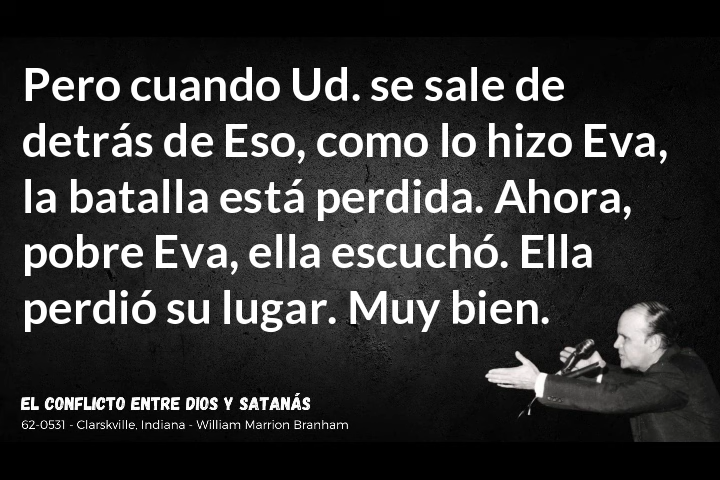 Pero cuando Ud. se sale de
detrás de Eso, como lo hizo Eva,
la batalla está perdida. Ahora,
pobre Eva, ella escuchó. Ella
perdió su lugar. Muy bien.
EL CONFLICTO ENTRE DIOS Y SATANÁS
62-0531 - Clarskville, Indiana - William Marrion Branham